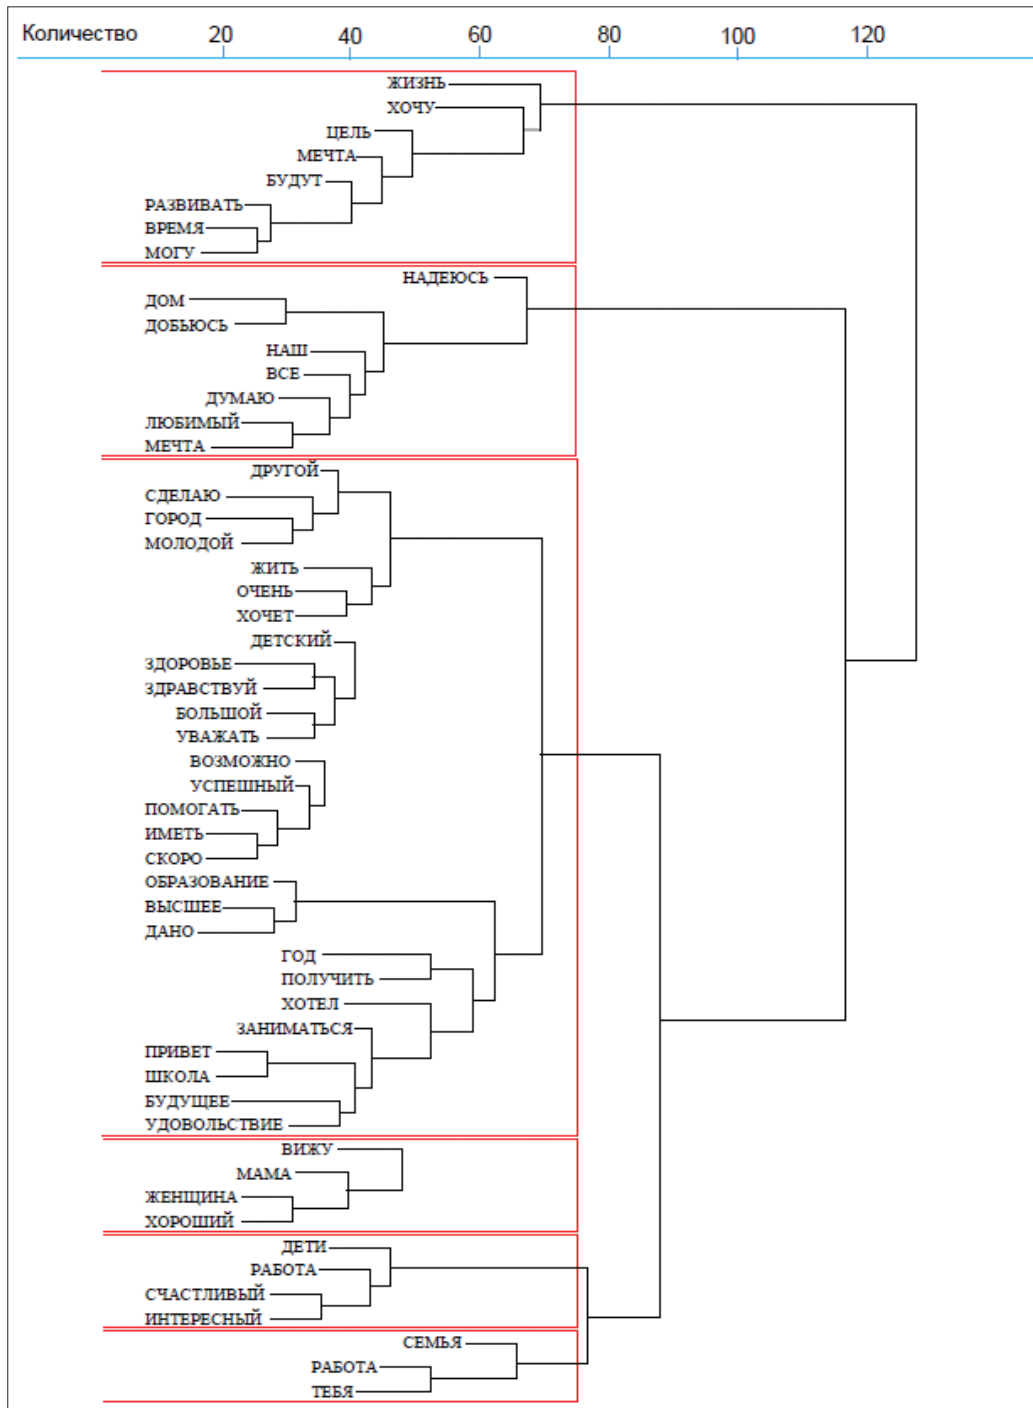 Количество 20 40 60 80 100 120
ЖИЗНЬ
ХОЧУ
ЦЕЛЬ
МЕЧТА
БУДУТ
РАЗВИВАТЬ
ВРЕМЯ
МОГУ
НАДЕЮСЬ
ДОМ
ДОБЬЮСЬ
НАШ
ВСЕ
ДУМАЮ
ЛЮБИМЫЙ
МЕЧТА
ДРУГОЙ
СДЕЛАЮ
ГОРОД
МОЛОДОЙ
ЖИТЬ
ОЧЕНЬ
ХОЧЕТ
ДЕТСКИЙ
ЗДОРОВЬЕ
ЗДРАВСТВУЙ
БОЛЬШОЙ
УВАЖАТЬ
ВОЗМОЖНО
УСПЕШНЫЙ
ПОМОГАТЬ
ИМЕТЬ
СКОРО
ОБРАЗОВАНИЕ
ВЫСШЕЕ
ДАНО
ГОД
ПОЛУЧИТЬ
ХОТЕЛ
ЗАНИМАТЬСЯ
ПРИВЕТ
ШКОЛА
БУДУЩЕЕ
УДОВОЛЬСТВИЕ
ВИЖУ
МАМА
ЖЕНЩИНА
ХОРОШИЙ
ДЕТИ
РАБОТА
СЧАСТЛИВЫЙ
ИНТЕРЕСНЫЙ
СЕМЬЯ
РАБОТА
ТЕБЯ